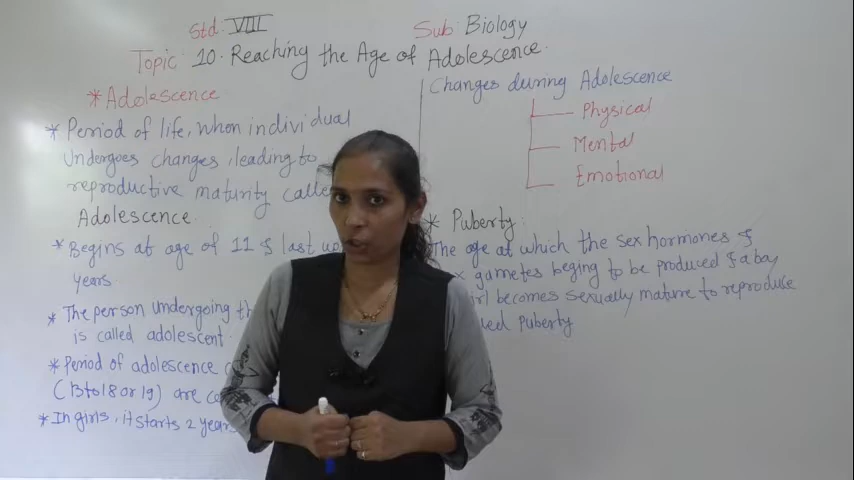 Std VIII Sub: Biology
Topic 10. Reaching the Age of Adolescence.
* Adolescence
* Period of life, when individual
Undergoes changes, leading to
reproductive maturity calle
Adolescence.
* Begins at age of 11 & last up
years.
* The person undergoing th
is called adolescent.
* Period of adolescence
(13 to 18 or 19) are
* In girls, it starts 2 years
Changes during Adolescence
Physical
Mental
Emotional
* Puberty:
The age at which the sex hormones &
gametes beging to be produced & a boy
becomes sexually mature to reproduce
Puberty